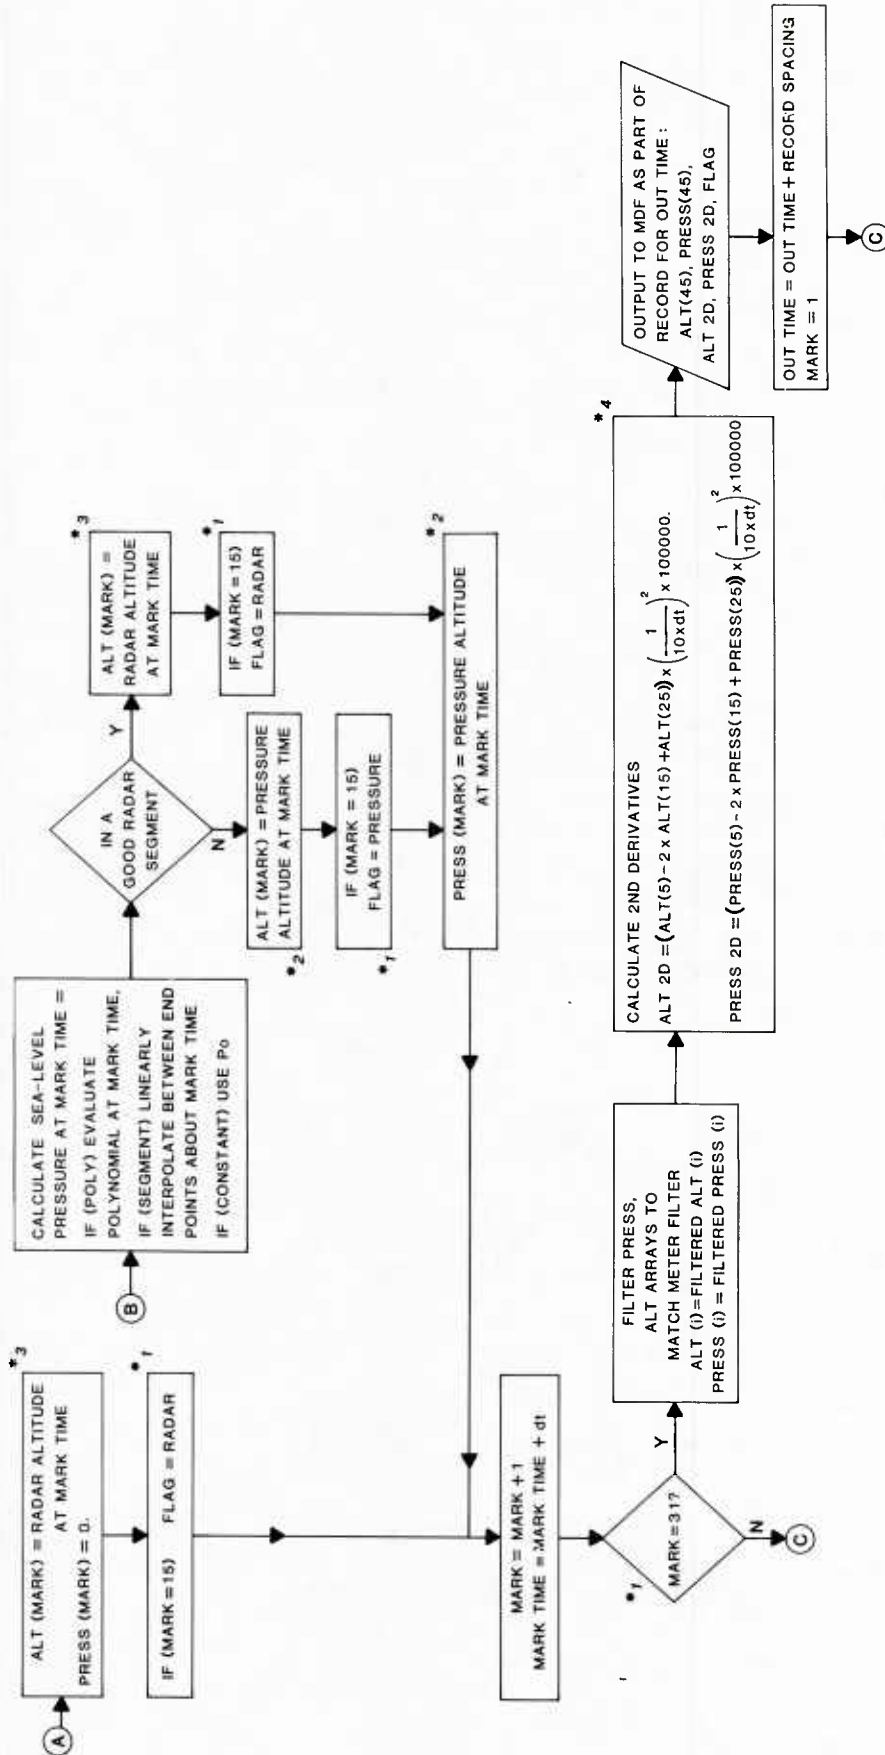 A
*3
ALT (MARK) = RADAR ALTITUDE
AT MARK TIME
PRESS (MARK) = 0.
*1
IF (MARK = 15) FLAG = RADAR
B
CALCULATE SEA-LEVEL
PRESSURE AT MARK TIME =
IF (POLY) EVALUATE
POLYNOMIAL AT MARK TIME,
IF (SEGMENT) LINEARLY
INTERPOLATE BETWEEN END
POINTS ABOUT MARK TIME
IF (CONSTANT) USE Po
IN A
GOOD RADAR
SEGMENT
Y
N
*3
ALT (MARK) =
RADAR ALTITUDE
AT MARK TIME
*1
IF (MARK = 15)
FLAG = RADAR
*2
ALT (MARK) = PRESSURE
ALTITUDE AT MARK TIME
*1
IF (MARK = 15)
FLAG = PRESSURE
*2
PRESS (MARK) = PRESSURE ALTITUDE
AT MARK TIME
MARK = MARK + 1
MARK TIME = MARK TIME + dt
*1
MARK = 31?
Y
N
C
FILTER PRESS,
ALT ARRAYS TO
MATCH METER FILTER
ALT (i) = FILTERED ALT (i)
PRESS (i) = FILTERED PRESS (i)
*4
CALCULATE 2ND DERIVATIVES
ALT 2D = (ALT(5) - 2 x ALT(15) + ALT(25)) x (1/10xdt)² x 100000.
PRESS 2D = (PRESS(5) - 2 x PRESS(15) + PRESS(25)) x (1/10xdt)² x 100000
OUTPUT TO MDF AS PART OF
RECORD FOR OUT TIME :
ALT(45), PRESS(45),
ALT 2D, PRESS 2D, FLAG
OUT TIME = OUT TIME + RECORD SPACING
MARK = 1
C